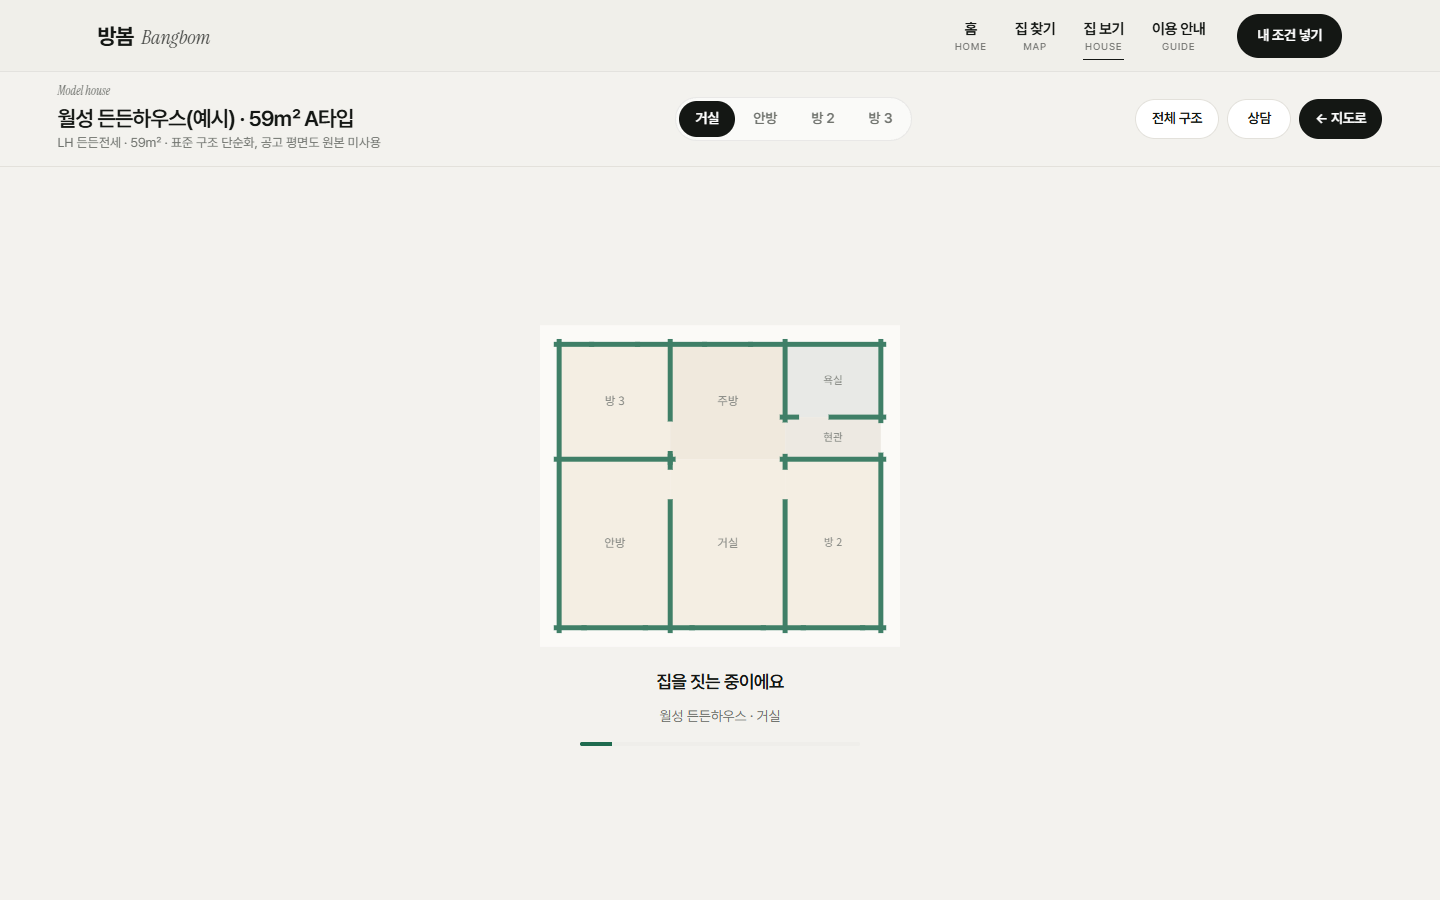 방봄 Bangbom
홈
HOME
집 찾기
MAP
집 보기
HOUSE
이용 안내
GUIDE
내 조건 넣기
Model house
월성 든든하우스(예시) · 59m² A타입
LH 든든전세 · 59m² · 표준 구조 단순화, 공고 평면도 원본 미사용
거실
안방
방 2
방 3
전체 구조
상담
← 지도로
방 3
주방
욕실
현관
안방
거실
방 2
집을 짓는 중이에요
월성 든든하우스 · 거실